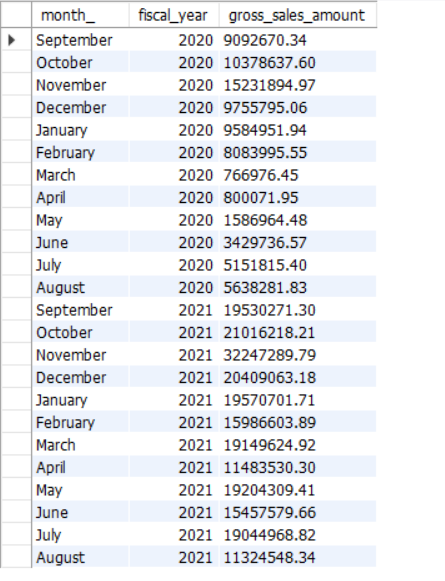 month_ fiscal_year gross_sales_amount
September 2020 9092670.34
October 2020 10378637.60
November 2020 15231894.97
December 2020 9755795.06
January 2020 9584951.94
February 2020 8083995.55
March 2020 766976.45
April 2020 800071.95
May 2020 1586964.48
June 2020 3429736.57
July 2020 5151815.40
August 2020 5638281.83
September 2021 19530271.30
October 2021 21016218.21
November 2021 32247289.79
December 2021 20409063.18
January 2021 19570701.71
February 2021 15986603.89
March 2021 19149624.92
April 2021 11483530.30
May 2021 19204309.41
June 2021 15457579.66
July 2021 19044968.82
August 2021 11324548.34